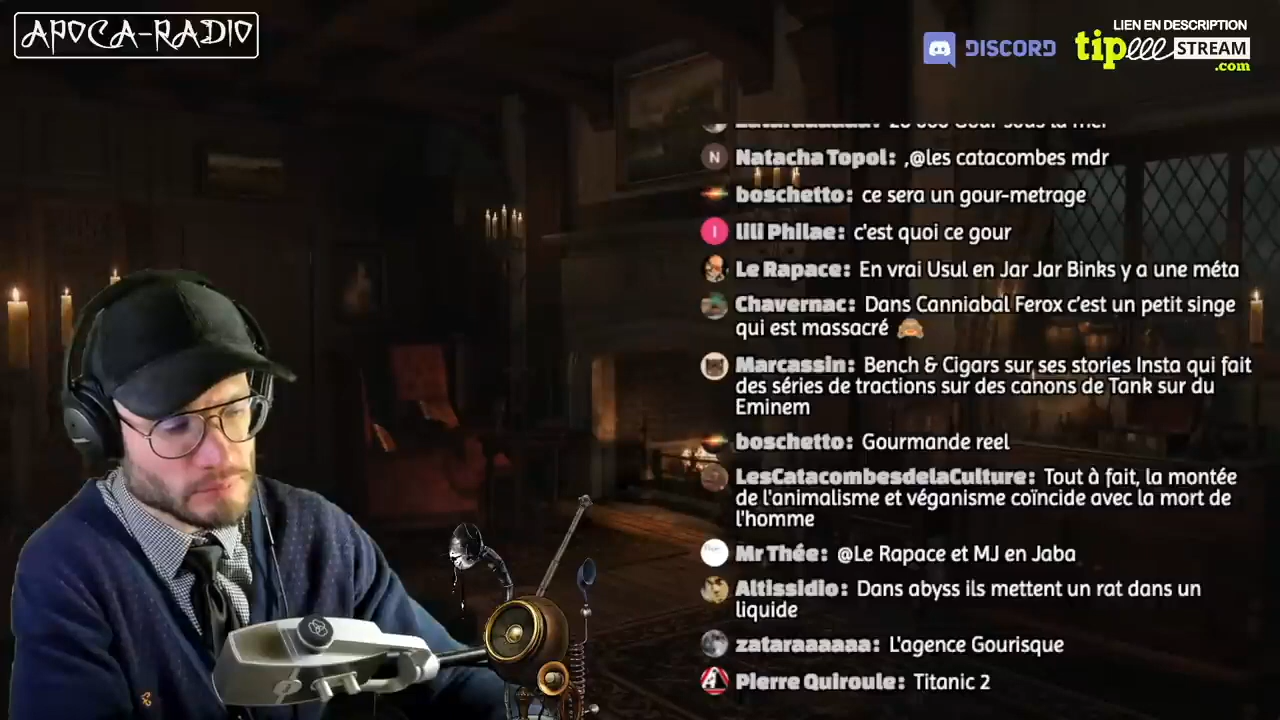 APOCA-RADIO
LIEN EN DESCRIPTION
DISCORD
tipeee STREAM
.com
Natacha Topol: ,@les catacombes mdr
boschetto: ce sera un gour-metrage
lili Philae: c'est quoi ce gour
Le Rapace: En vrai Usul en Jar Jar Binks y a une méta
Chavernac: Dans Canniabal Ferox c'est un petit singe
qui est massacré 🙈
Marcassin: Bench & Cigars sur ses stories Insta qui fait
des séries de tractions sur des canons de Tank sur du
Eminem
boschetto: Gourmande reel
LesCatacombesdelaCulture: Tout à fait, la montée
de l'animalisme et véganisme coïncide avec la mort de
l'homme
Mr Thée: @Le Rapace et MJ en Jaba
Altissidio: Dans abyss ils mettent un rat dans un
liquide
zataraaaaaa: L'agence Gourisque
Pierre Quiroule: Titanic 2